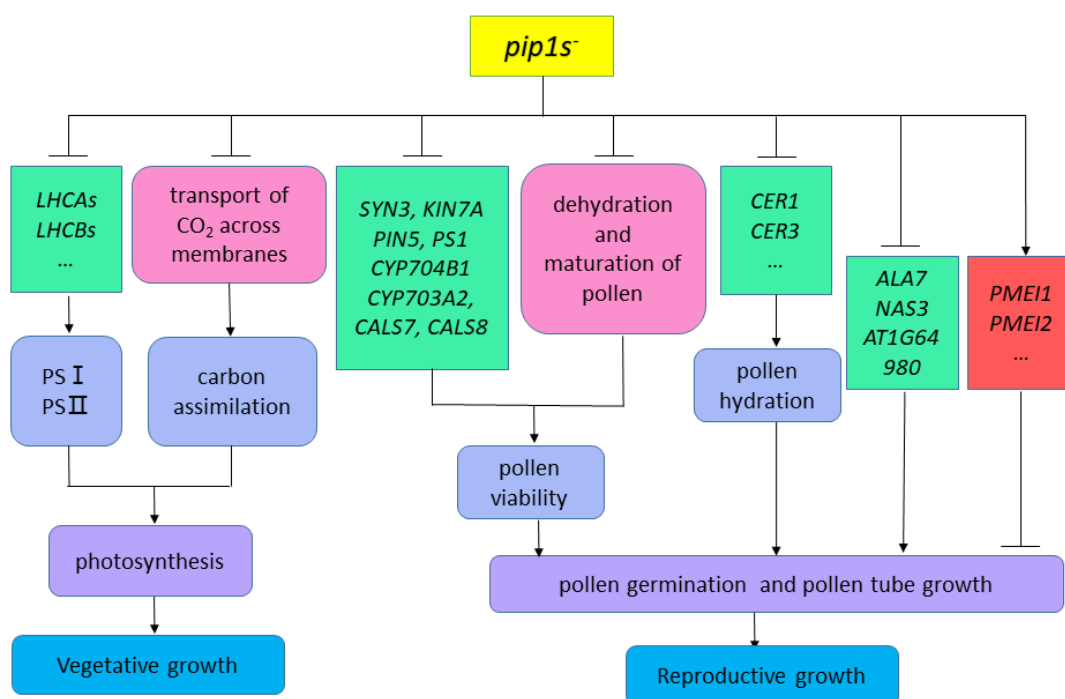 pip1s⁻
LHCAs
LHCBs
...
transport of
CO₂ across
membranes
SYN3, KIN7A
PIN5, PS1
CYP704B1
CYP703A2,
CALS7, CALS8
dehydration
and
maturation of
pollen
CER1
CER3
...
ALA7
NAS3
AT1G64
980
PMEI1
PMEI2
...
PS Ⅰ
PSⅡ
carbon
assimilation
pollen
hydration
pollen
viability
photosynthesis
pollen germination and pollen tube growth
Vegetative growth
Reproductive growth